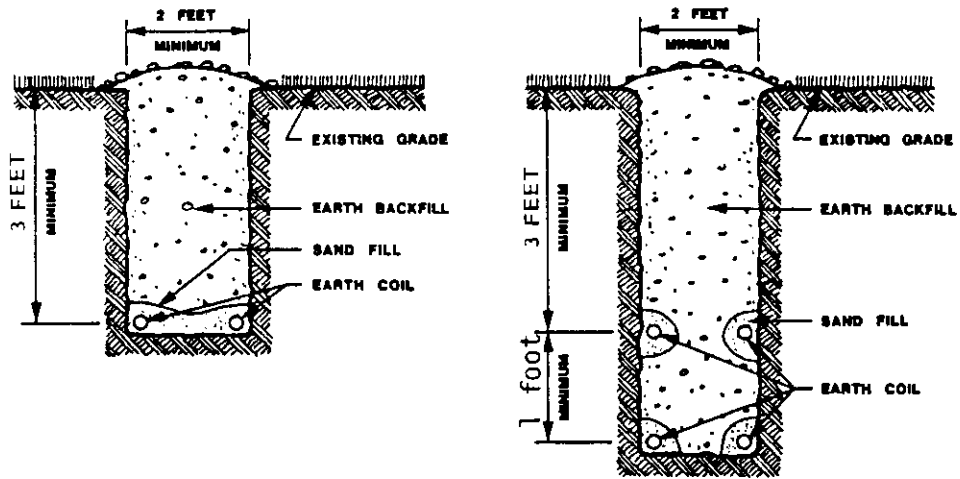 2 FEET
MINIMUM
EXISTING GRADE
3 FEET
MINIMUM
EARTH BACKFILL
SAND FILL
EARTH COIL
2 FEET
MINIMUM
EXISTING GRADE
3 FEET
MINIMUM
EARTH BACKFILL
SAND FILL
1 foot
MINIMUM
EARTH COIL